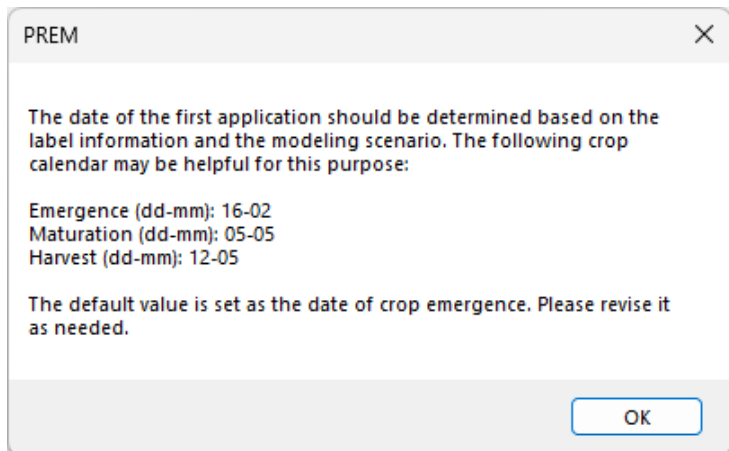 PREM
The date of the first application should be determined based on the
label information and the modeling scenario. The following crop
calendar may be helpful for this purpose:
Emergence (dd-mm): 16-02
Maturation (dd-mm): 05-05
Harvest (dd-mm): 12-05
The default value is set as the date of crop emergence. Please revise it
as needed.
OK